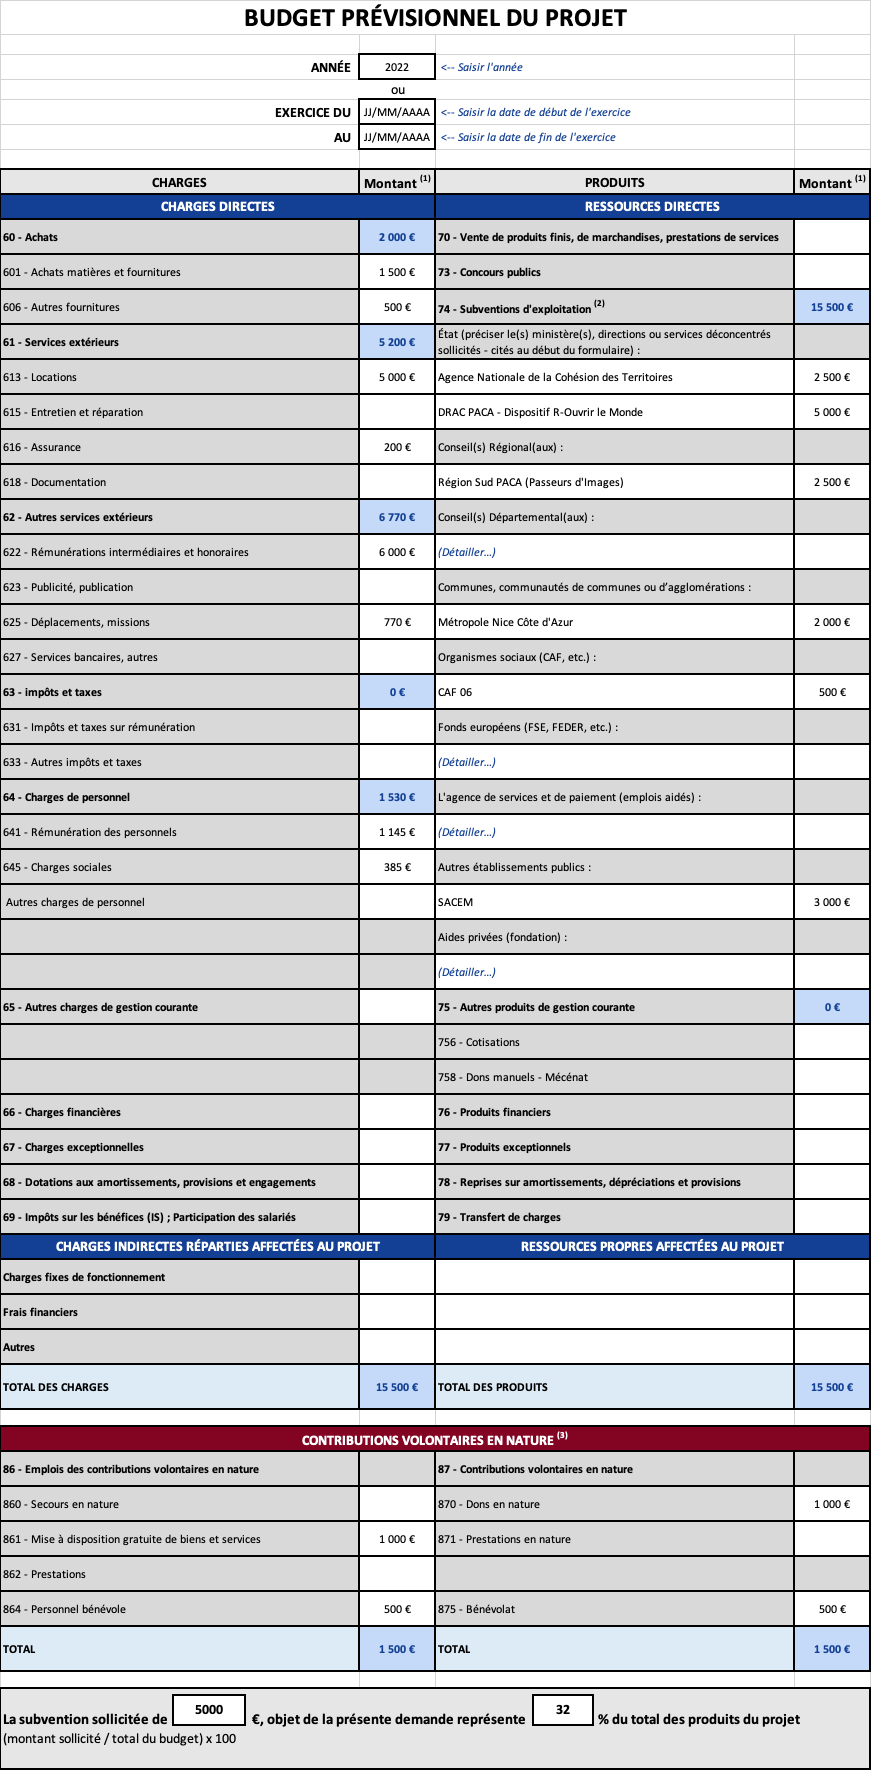 BUDGET PRÉVISIONNEL DU PROJET
ANNÉE 2022 <-- Saisir l'année
ou
EXERCICE DU JJ/MM/AAAA <-- Saisir la date de début de l'exercice
AU JJ/MM/AAAA <-- Saisir la date de fin de l'exercice
CHARGES Montant (1) PRODUITS Montant (1)
CHARGES DIRECTES RESSOURCES DIRECTES
60 - Achats 2 000 € 70 - Vente de produits finis, de marchandises, prestations de services
601 - Achats matières et fournitures 1 500 € 73 - Concours publics
606 - Autres fournitures 500 € 74 - Subventions d'exploitation (2) 15 500 €
61 - Services extérieurs 5 200 € État (préciser le(s) ministère(s), directions ou services déconcentrés
sollicités - cités au début du formulaire) :
613 - Locations 5 000 € Agence Nationale de la Cohésion des Territoires 2 500 €
615 - Entretien et réparation DRAC PACA - Dispositif R-Ouvrir le Monde 5 000 €
616 - Assurance 200 € Conseil(s) Régional(aux) :
618 - Documentation Région Sud PACA (Passeurs d'Images) 2 500 €
62 - Autres services extérieurs 6 770 € Conseil(s) Départemental(aux) :
622 - Rémunérations intermédiaires et honoraires 6 000 € (Détailler...)
623 - Publicité, publication Communes, communautés de communes ou d’agglomérations :
625 - Déplacements, missions 770 € Métropole Nice Côte d'Azur 2 000 €
627 - Services bancaires, autres Organismes sociaux (CAF, etc.) :
63 - impôts et taxes 0 € CAF 06 500 €
631 - Impôts et taxes sur rémunération Fonds européens (FSE, FEDER, etc.) :
633 - Autres impôts et taxes (Détailler...)
64 - Charges de personnel 1 530 € L'agence de services et de paiement (emplois aidés) :
641 - Rémunération des personnels 1 145 € (Détailler...)
645 - Charges sociales 385 € Autres établissements publics :
Autres charges de personnel SACEM 3 000 €
Aides privées (fondation) :
(Détailler...)
65 - Autres charges de gestion courante 75 - Autres produits de gestion courante 0 €
756 - Cotisations
758 - Dons manuels - Mécénat
66 - Charges financières 76 - Produits financiers
67 - Charges exceptionnelles 77 - Produits exceptionnels
68 - Dotations aux amortissements, provisions et engagements 78 - Reprises sur amortissements, dépréciations et provisions
69 - Impôts sur les bénéfices (IS) ; Participation des salariés 79 - Transfert de charges
CHARGES INDIRECTES RÉPARTIES AFFECTÉES AU PROJET RESSOURCES PROPRES AFFECTÉES AU PROJET
Charges fixes de fonctionnement
Frais financiers
Autres
TOTAL DES CHARGES 15 500 € TOTAL DES PRODUITS 15 500 €
CONTRIBUTIONS VOLONTAIRES EN NATURE (3)
86 - Emplois des contributions volontaires en nature 87 - Contributions volontaires en nature
860 - Secours en nature 870 - Dons en nature 1 000 €
861 - Mise à disposition gratuite de biens et services 1 000 € 871 - Prestations en nature
862 - Prestations
864 - Personnel bénévole 500 € 875 - Bénévolat 500 €
TOTAL 1 500 € TOTAL 1 500 €
La subvention sollicitée de 5000 €, objet de la présente demande représente 32 % du total des produits du projet
(montant sollicité / total du budget) x 100